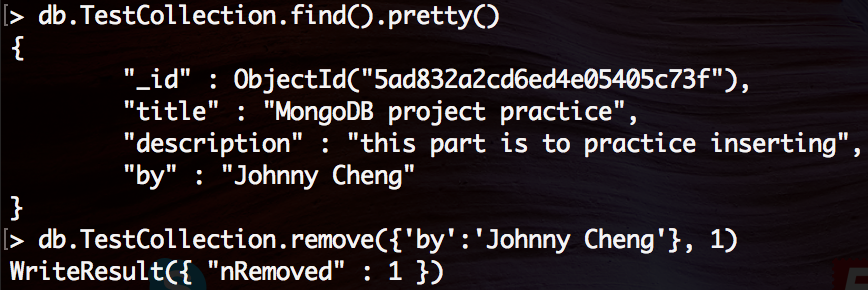 [> db.TestCollection.find().pretty()
{
        "_id" : ObjectId("5ad832a2cd6ed4e05405c73f"),
        "title" : "MongoDB project practice",
        "description" : "this part is to practice inserting",
        "by" : "Johnny Cheng"
}
[> db.TestCollection.remove({'by':'Johnny Cheng'}, 1)
WriteResult({ "nRemoved" : 1 })